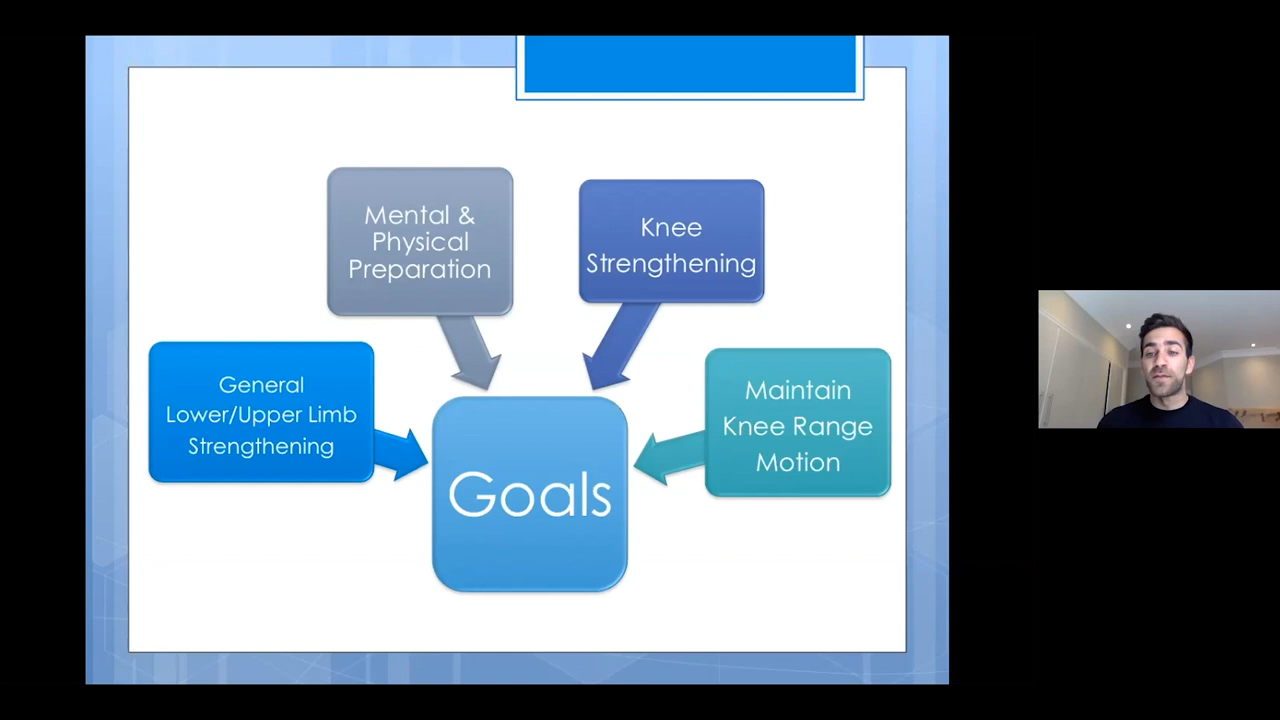 Mental &
Physical
Preparation
Knee
Strengthening
General
Lower/Upper Limb
Strengthening
Maintain
Knee Range
Motion
Goals